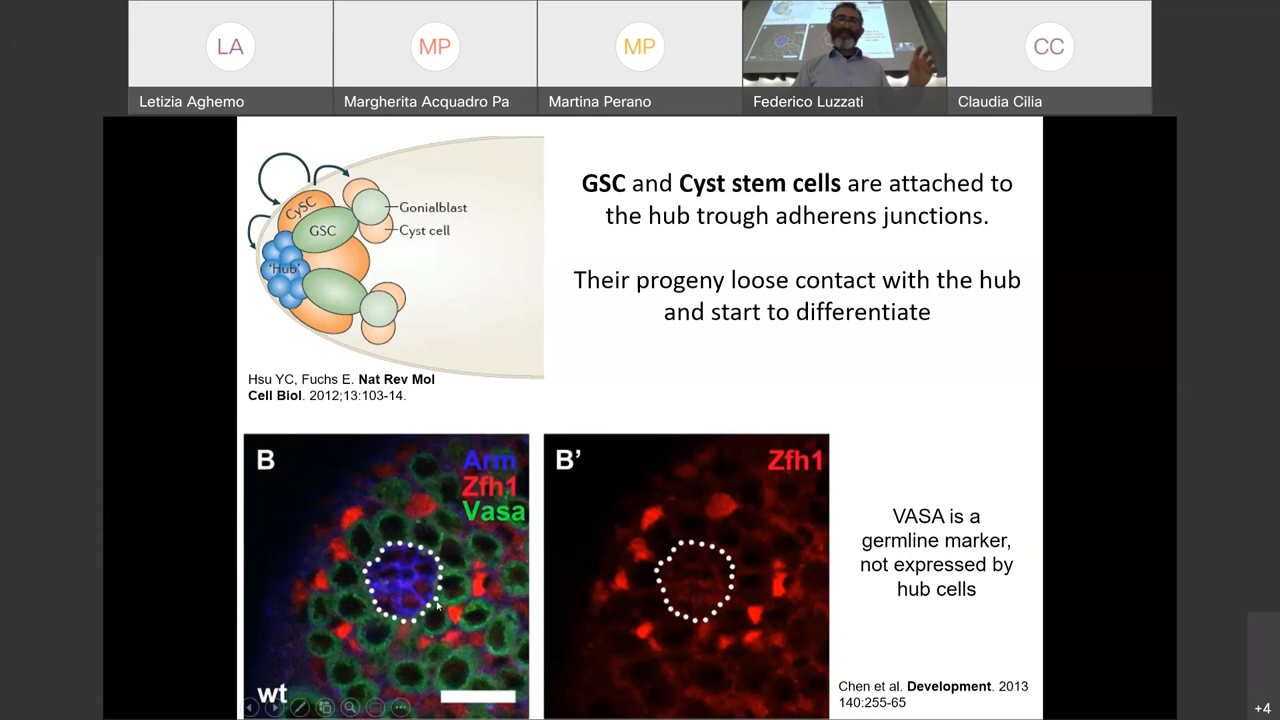 LA
MP
MP
CC
Letizia Aghemo
Margherita Acquadro Pa
Martina Perano
Federico Luzzati
Claudia Cilia
CySC
GSC
'Hub'
Gonialblast
Cyst cell
Hsu YC, Fuchs E. Nat Rev Mol
Cell Biol. 2012;13:103-14.
GSC and Cyst stem cells are attached to
the hub trough adherens junctions.
Their progeny loose contact with the hub
and start to differentiate
B
Arm
Zfh1
Vasa
wt
B’
Zfh1
VASA is a
germline marker,
not expressed by
hub cells
Chen et al. Development. 2013
140:255-65
+4